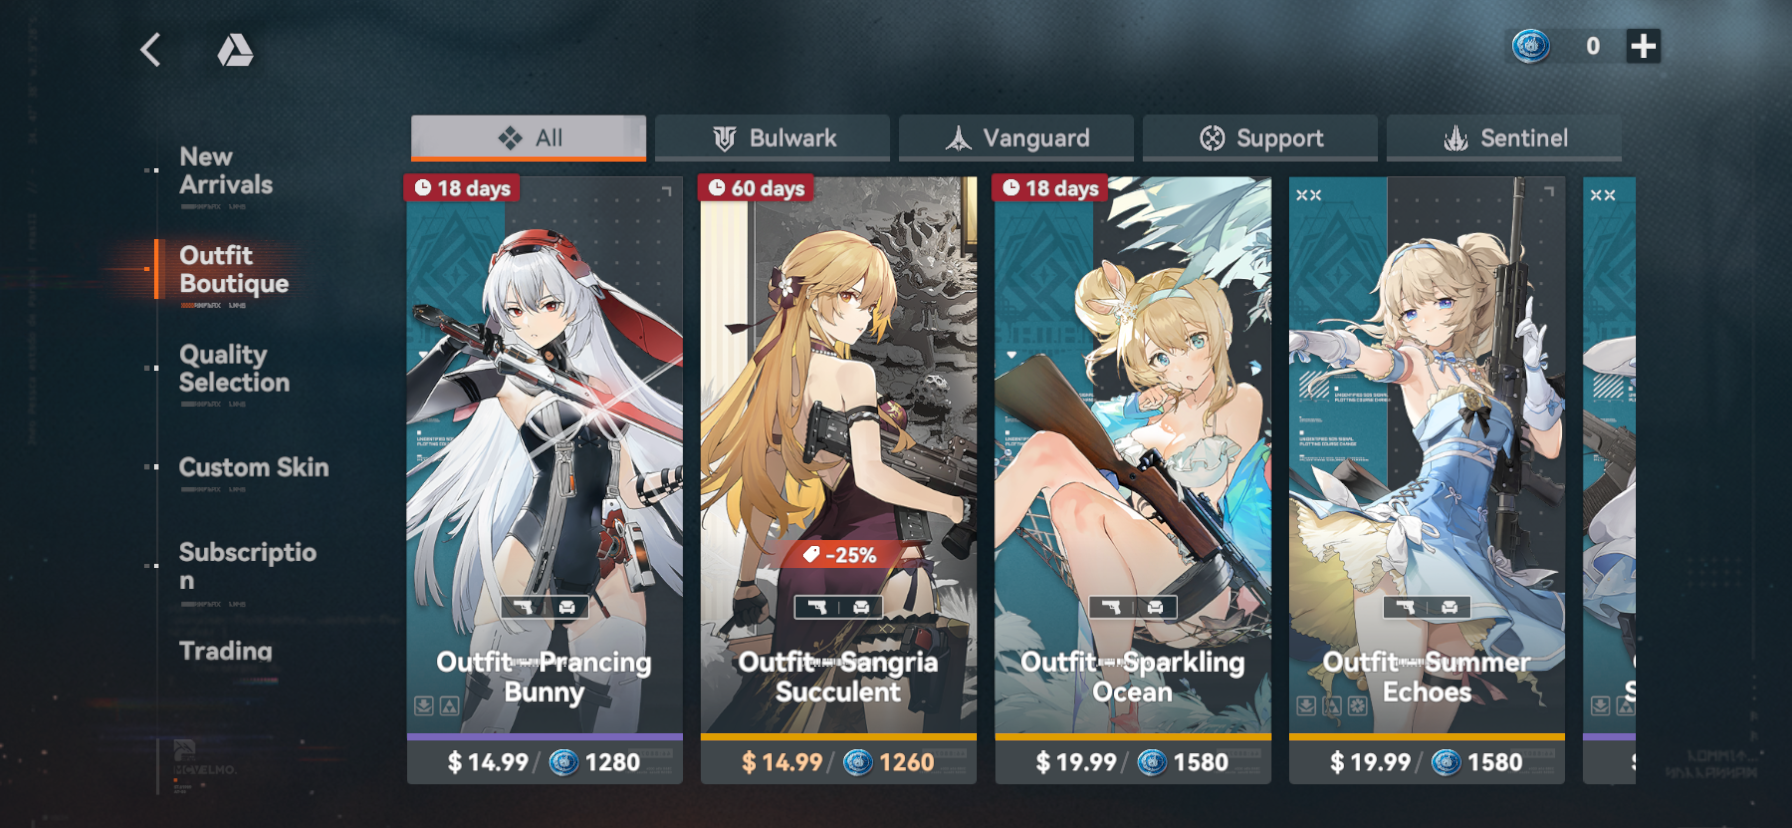 0
All
Bulwark
Vanguard
Support
Sentinel
New
Arrivals
Outfit
Boutique
Quality
Selection
Custom Skin
Subscriptio
n
Trading
18 days
Outfit - Prancing
Bunny
$ 14.99 / 1280
60 days
-25%
Outfit - Sangria
Succulent
$ 14.99 / 1260
18 days
Outfit - Sparkling
Ocean
$ 19.99 / 1580
Outfit - Summer
Echoes
$ 19.99 / 1580